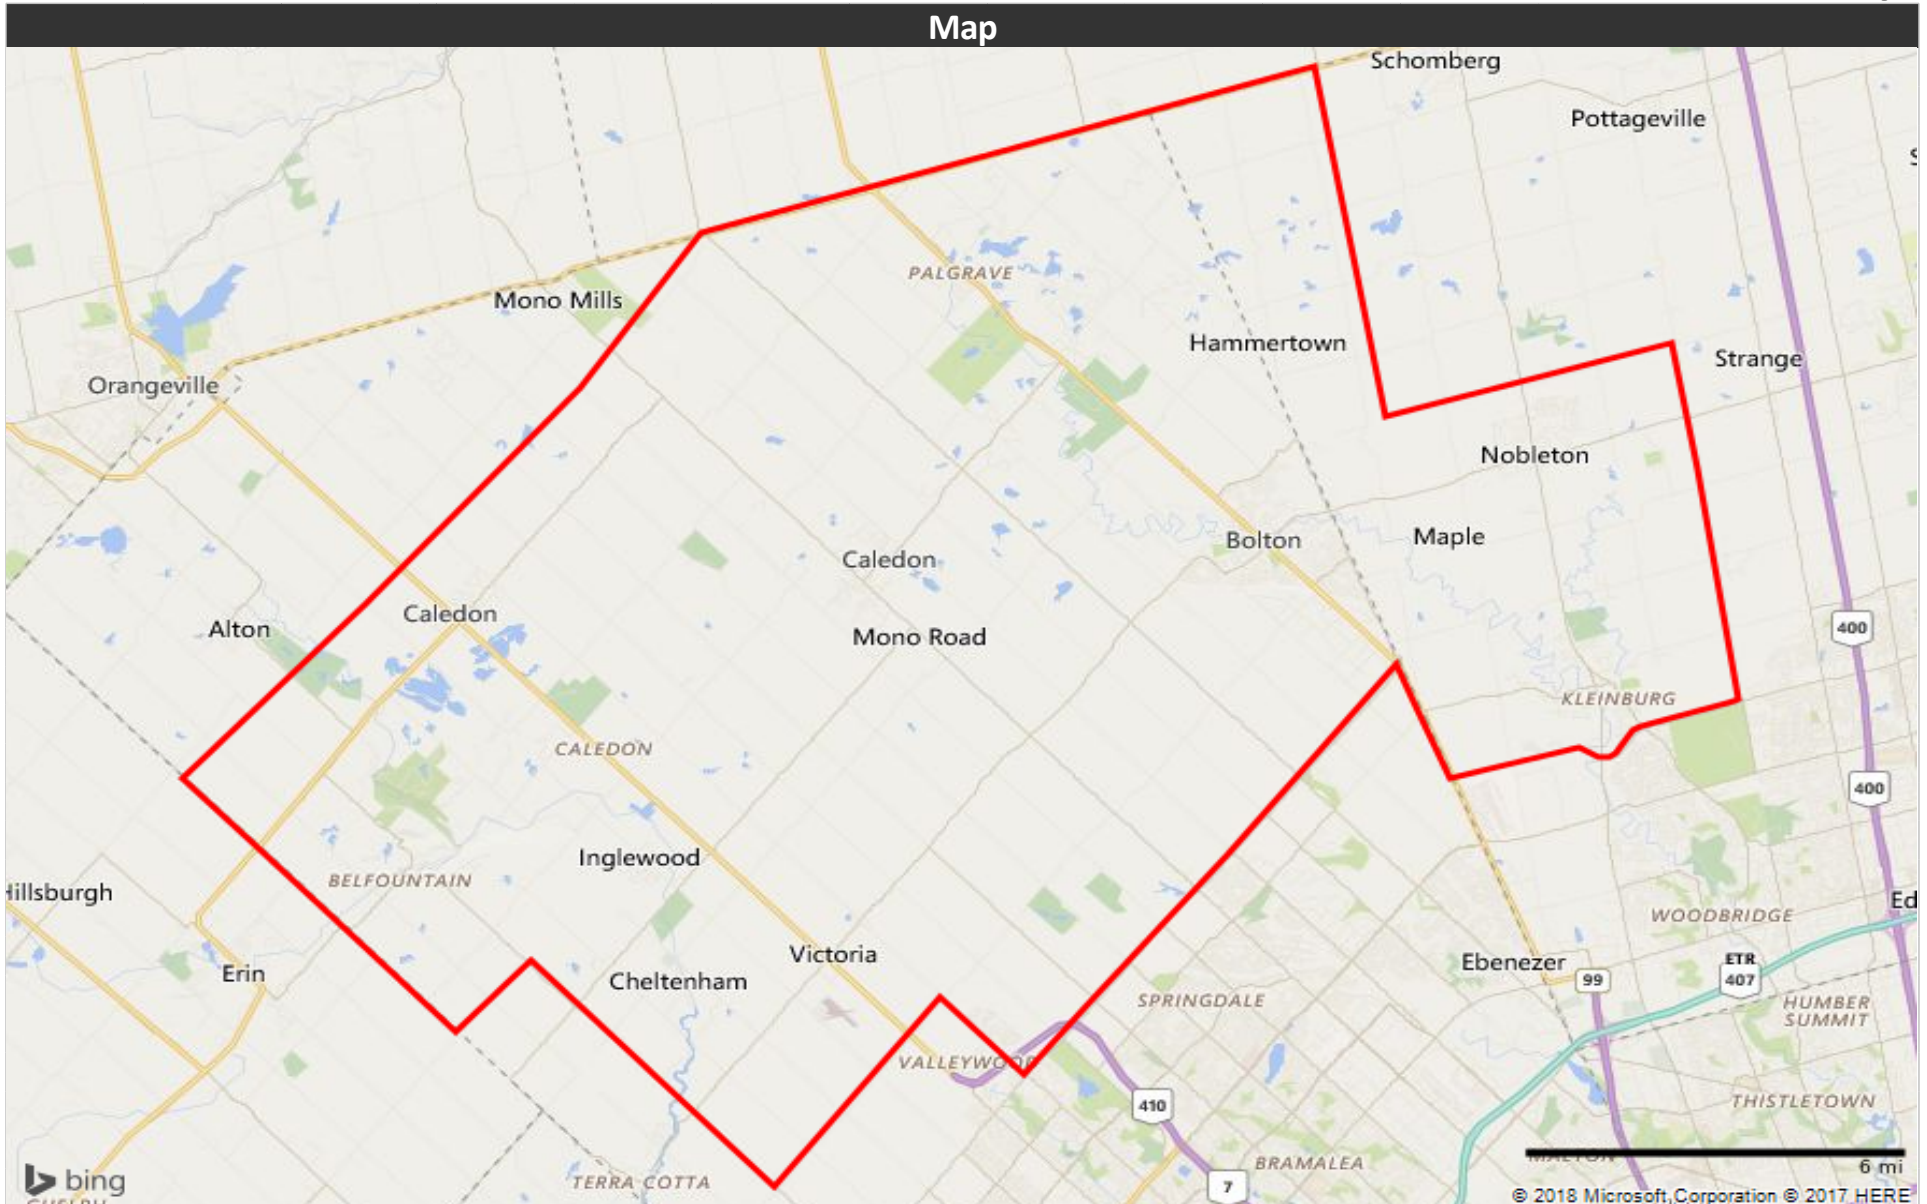 Map
Schomberg
Pottageville
PALGRAVE
Mono Mills
Hammertown
Strange
Orangeville
Nobleton
Bolton
Maple
Caledon
Caledon
Alton
Mono Road
400
KLEINBURG
CALEDON
400
Inglewood
BELFOUNTAIN
Hillsburgh
WOODBRIDGE
Victoria
Ebenezer
ETR
407
Erin
Cheltenham
99
SPRINGDALE
HUMBER
SUMMIT
VALLEYWOOD
410
THISTLETOWN
BRAMALEA
MALTON
6 mi
bing
TERRA COTTA
7
© 2018 Microsoft Corporation © 2017 HERE